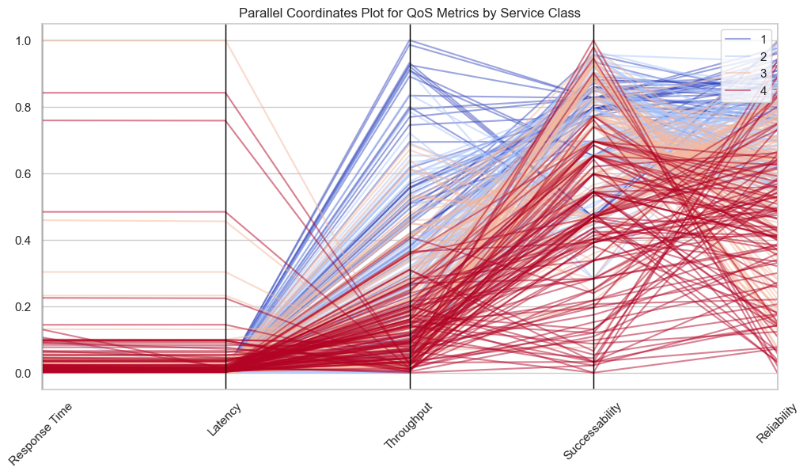 Parallel Coordinates Plot for QoS Metrics by Service Class
1.0
0.8
0.6
0.4
0.2
0.0
1
2
3
4
Response Time
Latency
Throughput
Successability
Reliability